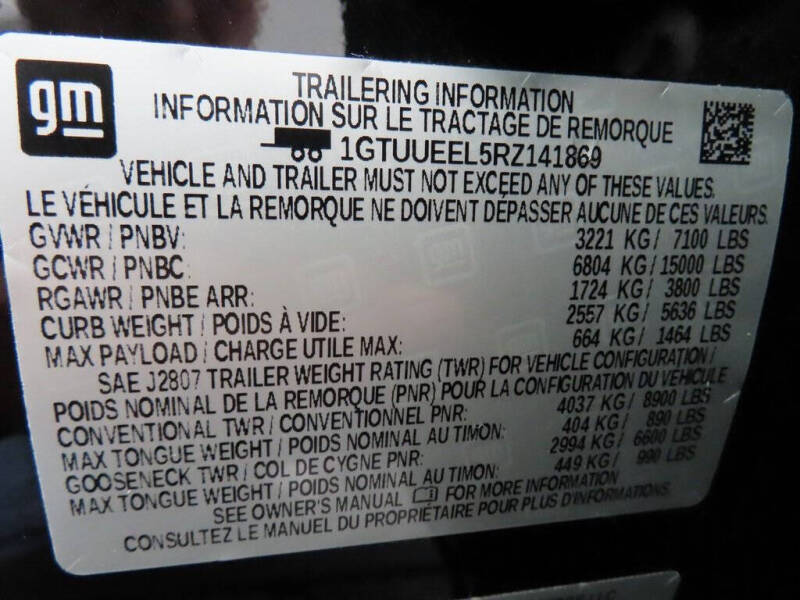 gm
TRAILERING INFORMATION
INFORMATION SUR LE TRACTAGE DE REMORQUE
1GTUUEEL5RZ141869
VEHICLE AND TRAILER MUST NOT EXCEED ANY OF THESE VALUES.
LE VÉHICULE ET LA REMORQUE NE DOIVENT DÉPASSER AUCUNE DE CES VALEURS.
GVWR / PNBV: 3221 KG / 7100 LBS
GCWR / PNBC: 6804 KG / 15000 LBS
RGAWR / PNBE ARR: 1724 KG / 3800 LBS
CURB WEIGHT / POIDS À VIDE: 2557 KG / 5636 LBS
MAX PAYLOAD / CHARGE UTILE MAX: 664 KG / 1464 LBS
SAE J2807 TRAILER WEIGHT RATING (TWR) FOR VEHICLE CONFIGURATION /
POIDS NOMINAL DE LA REMORQUE (PNR) POUR LA CONFIGURATION DU VÉHICULE
CONVENTIONAL TWR / CONVENTIONNEL PNR: 4037 KG / 8900 LBS
MAX TONGUE WEIGHT / POIDS NOMINAL AU TIMON: 404 KG / 890 LBS
GOOSENECK TWR / COL DE CYGNE PNR: 2994 KG / 6600 LBS
MAX TONGUE WEIGHT / POIDS NOMINAL AU TIMON: 449 KG / 990 LBS
SEE OWNER'S MANUAL FOR MORE INFORMATION
CONSULTEZ LE MANUEL DU PROPRIÉTAIRE POUR PLUS D'INFORMATIONS.